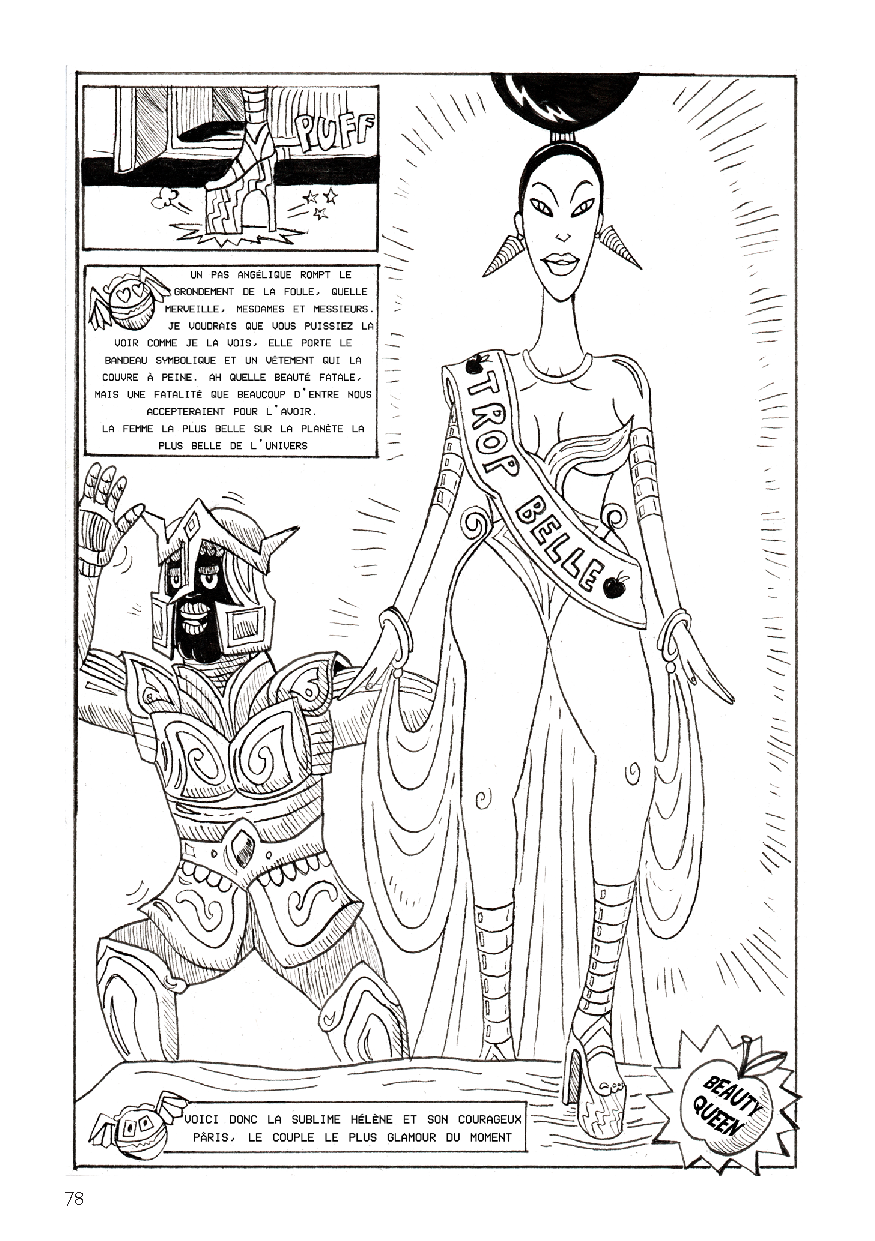 PUFF
UN PAS ANGÉLIQUE ROMPT LE
GRONDEMENT DE LA FOULE, QUELLE
MERVEILLE, MESDAMES ET MESSIEURS.
JE VOUDRAIS QUE VOUS PUISSIEZ LA
VOIR COMME JE LA VOIS, ELLE PORTE LE
BANDEAU SYMBOLIQUE ET UN VÊTEMENT QUI LA
COUVRE À PEINE. AH QUELLE BEAUTÉ FATALE,
MAIS UNE FATALITÉ QUE BEAUCOUP D'ENTRE NOUS
ACCEPTERAIENT POUR L'AVOIR.
LA FEMME LA PLUS BELLE SUR LA PLANÈTE LA
PLUS BELLE DE L'UNIVERS
TROP BELLE
VOICI DONC LA SUBLIME HÉLÈNE ET SON COURAGEUX
PÂRIS, LE COUPLE LE PLUS GLAMOUR DU MOMENT
BEAUTY
QUEEN
78